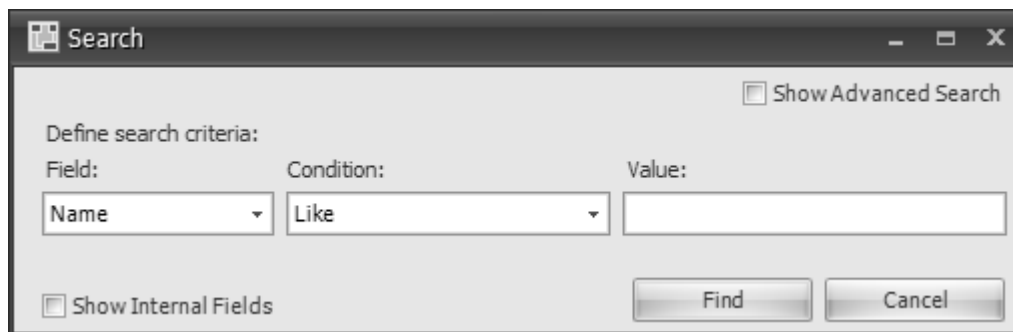 Search
Show Advanced Search
Define search criteria:
Field: Condition: Value:
Name Like
Show Internal Fields Find Cancel